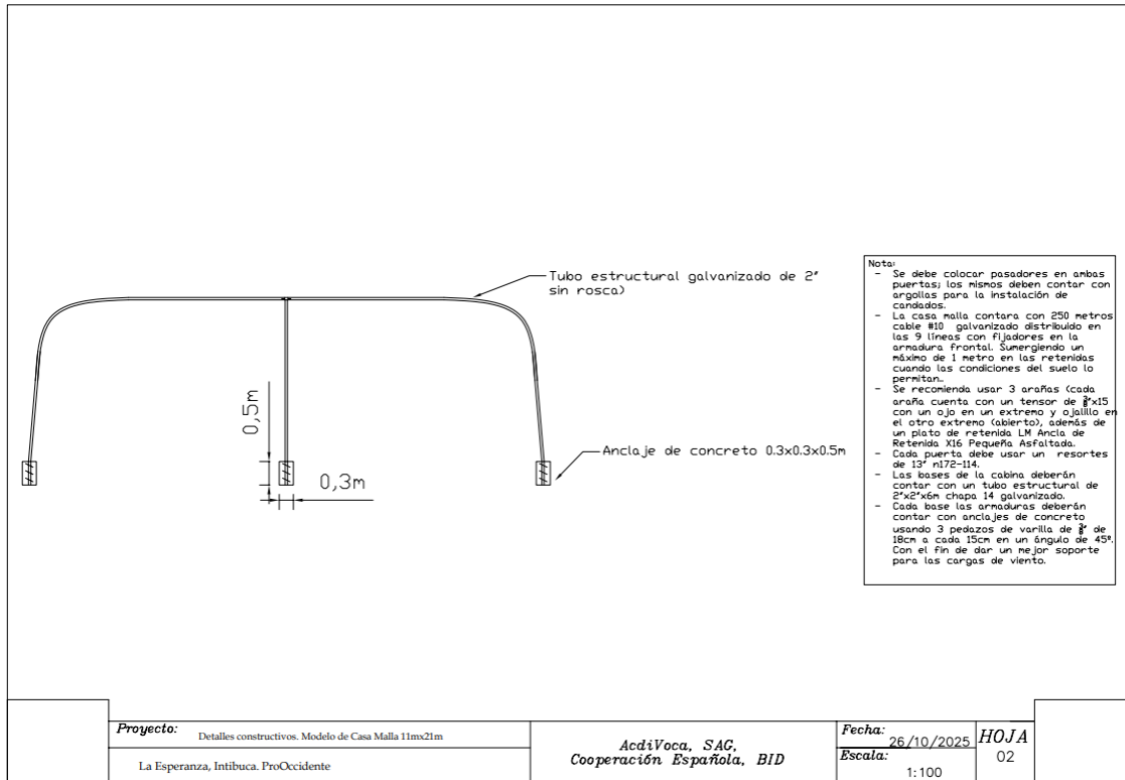 Tubo estructural galvanizado de 2"
sin rosca)
0,5m
0,3m
Anclaje de concreto 0.3x0.3x0.5m
Nota:
- Se debe colocar pasadores en ambas
puertas; los mismos deben contar con
argollas para la instalación de
candados.
- La casa malla contara con 250 metros
cable #10 galvanizado distribuido en
las 9 líneas con fijadores en la
armadura frontal. Sumergiendo un
máximo de 1 metro en las retenidas
cuando las condiciones del suelo lo
permitan..
- Se recomienda usar 3 arañas (cada
araña cuenta con un tensor de x15
con un ojo en un extremo y ojalillo en
el otro extremo (abierto), además de
un plato de retenida LM Ancla de
Retenida X16 Pequeña Asfaltada.
- Cada puerta debe usar un resortes
de 13" n172-114.
- Las bases de la cabina deberán
contar con un tubo estructural de
2"x2"x6m chapa 14 galvanizado.
- Cada base las armaduras deberán
contar con anclajes de concreto
usando 3 pedazos de varilla de de
18cm a cada 15cm en un ángulo de 45º.
Con el fin de dar un mejor soporte
para las cargas de viento.
Proyecto: Detalles constructivos. Modelo de Casa Malla 11mx21m
La Esperanza, Intibuca. ProOccidente
AcdiVoca, SAG,
Cooperación Española, BID
Fecha: 26/10/2025
Escala: 1:100
HOJA
02